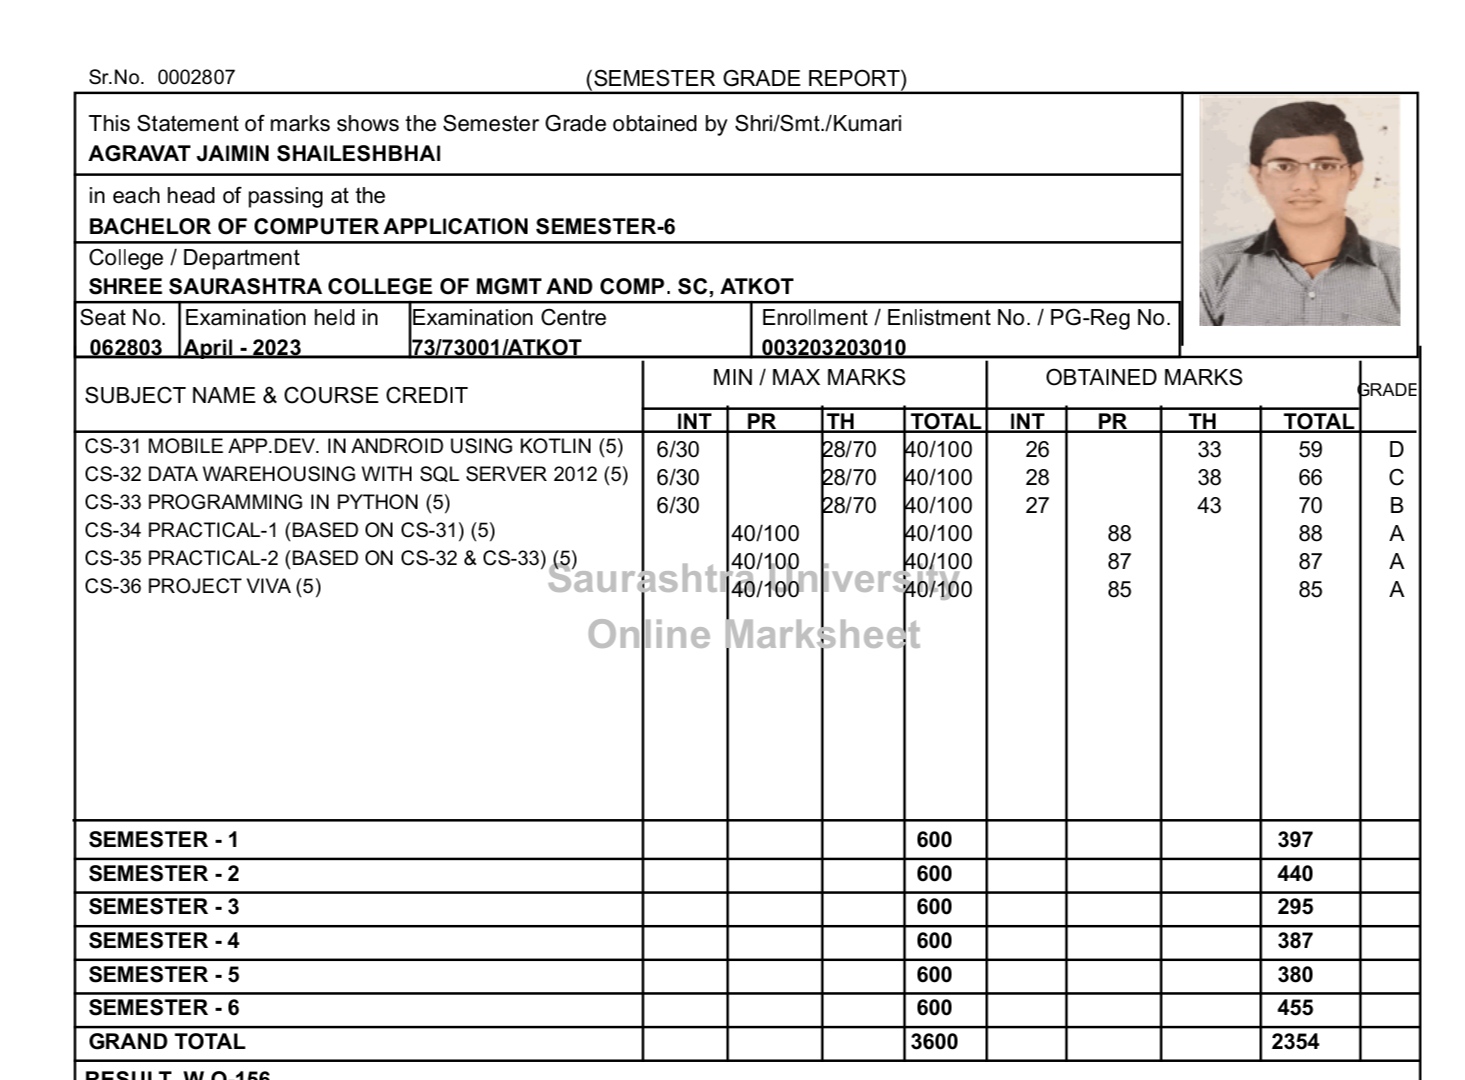 Sr.No. 0002807 (SEMESTER GRADE REPORT)
This Statement of marks shows the Semester Grade obtained by Shri/Smt./Kumari
AGRAVAT JAIMIN SHAILESHBHAI
in each head of passing at the
BACHELOR OF COMPUTER APPLICATION SEMESTER-6
College / Department
SHREE SAURASHTRA COLLEGE OF MGMT AND COMP. SC, ATKOT
Seat No. Examination held in Examination Centre Enrollment / Enlistment No. / PG-Reg No.
062803 April - 2023 73/73001/ATKOT 003203203010
SUBJECT NAME & COURSE CREDIT MIN / MAX MARKS OBTAINED MARKS GRADE
INT PR TH TOTAL INT PR TH TOTAL
CS-31 MOBILE APP.DEV. IN ANDROID USING KOTLIN (5) 6/30 28/70 40/100 26 33 59 D
CS-32 DATA WAREHOUSING WITH SQL SERVER 2012 (5) 6/30 28/70 40/100 28 38 66 C
CS-33 PROGRAMMING IN PYTHON (5) 6/30 28/70 40/100 27 43 70 B
CS-34 PRACTICAL-1 (BASED ON CS-31) (5) 40/100 40/100 88 88 A
CS-35 PRACTICAL-2 (BASED ON CS-32 & CS-33) (5) 40/100 40/100 87 87 A
CS-36 PROJECT VIVA (5) 40/100 40/100 85 85 A
Saurashtra University
Online Marksheet
SEMESTER - 1 600 397
SEMESTER - 2 600 440
SEMESTER - 3 600 295
SEMESTER - 4 600 387
SEMESTER - 5 600 380
SEMESTER - 6 600 455
GRAND TOTAL 3600 2354
RESULT W.O-156